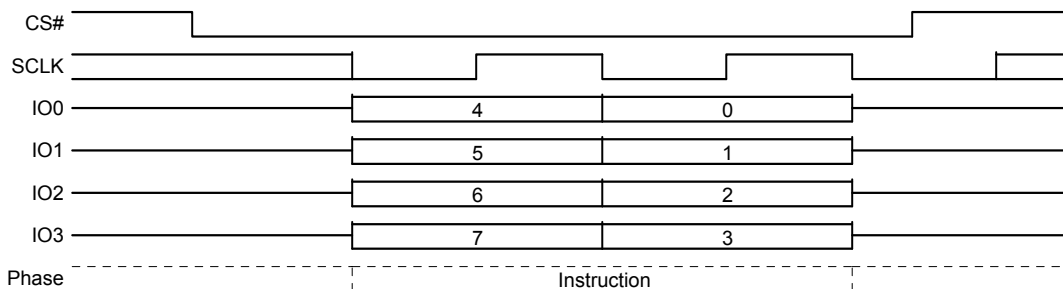 CS#
SCLK
IO0 4 0
IO1 5 1
IO2 6 2
IO3 7 3
Phase Instruction